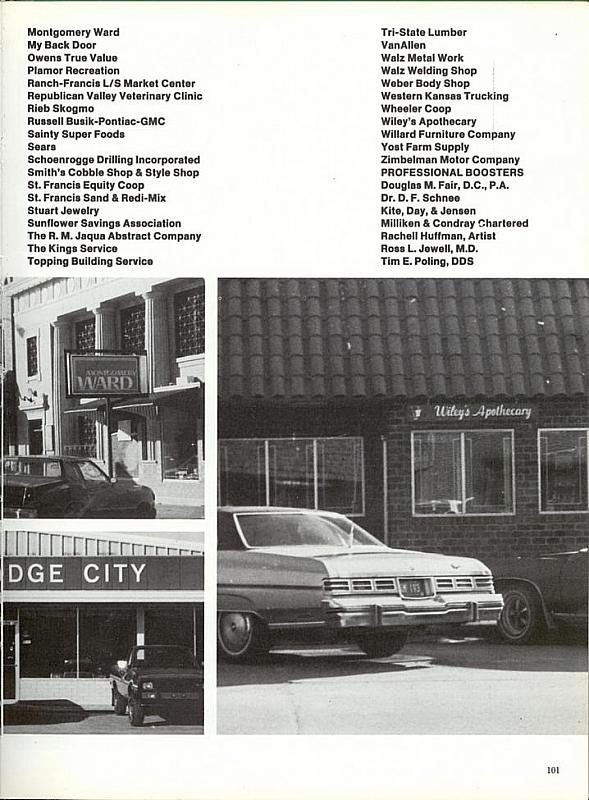 Montgomery Ward
My Back Door
Owens True Value
Plamor Recreation
Ranch-Francis L/S Market Center
Republican Valley Veterinary Clinic
Rieb Skogmo
Russell Busik-Pontiac-GMC
Sainty Super Foods
Sears
Schoenrogge Drilling Incorporated
Smith's Cobble Shop & Style Shop
St. Francis Equity Coop
St. Francis Sand & Redi-Mix
Stuart Jewelry
Sunflower Savings Association
The R. M. Jaqua Abstract Company
The Kings Service
Topping Building Service
Tri-State Lumber
VanAllen
Walz Metal Work
Walz Welding Shop
Weber Body Shop
Western Kansas Trucking
Wheeler Coop
Wiley's Apothecary
Willard Furniture Company
Yost Farm Supply
Zimbelman Motor Company
PROFESSIONAL BOOSTERS
Douglas M. Fair, D.C., P.A.
Dr. D. F. Schnee
Kite, Day, & Jensen
Milliken & Condray Chartered
Rachell Huffman, Artist
Ross L. Jewell, M.D.
Tim E. Poling, DDS
MONTGOMERY
WARD
Wiley's Apothecary
DGE CITY
101